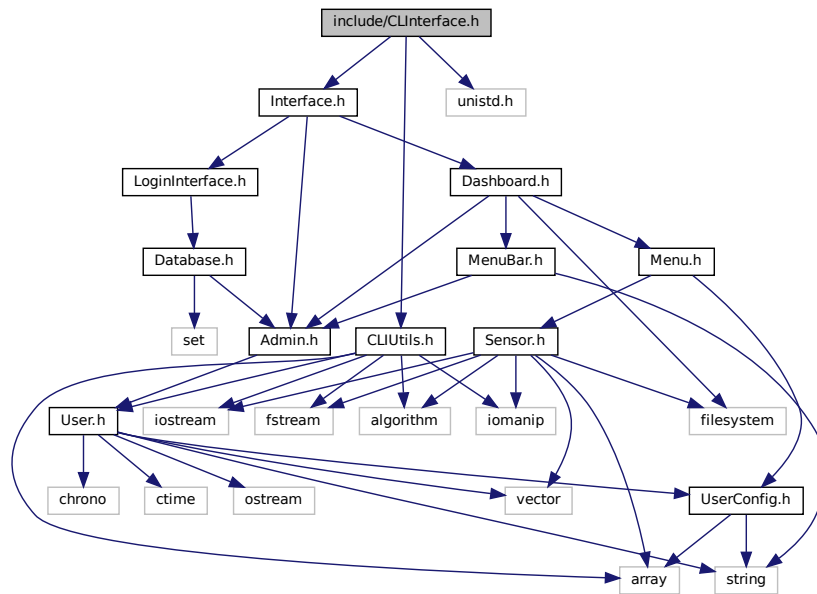 include/CLInterface.h
Interface.h
unistd.h
LoginInterface.h
Dashboard.h
Database.h
MenuBar.h
Menu.h
set
Admin.h
CLIUtils.h
Sensor.h
User.h
iostream
fstream
algorithm
iomanip
filesystem
chrono
ctime
ostream
vector
UserConfig.h
array
string